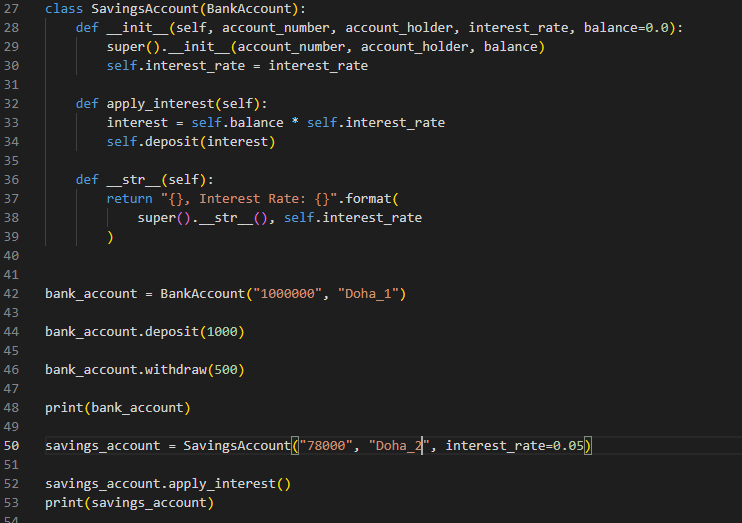 27 class SavingsAccount(BankAccount):
28     def __init__(self, account_number, account_holder, interest_rate, balance=0.0):
29         super().__init__(account_number, account_holder, balance)
30         self.interest_rate = interest_rate
31
32     def apply_interest(self):
33         interest = self.balance * self.interest_rate
34         self.deposit(interest)
35
36     def __str__(self):
37         return "{}, Interest Rate: {}".format(
38             super().__str__(), self.interest_rate
39         )
40
41
42 bank_account = BankAccount("1000000", "Doha_1")
43
44 bank_account.deposit(1000)
45
46 bank_account.withdraw(500)
47
48 print(bank_account)
49
50 savings_account = SavingsAccount("78000", "Doha_2", interest_rate=0.05)
51
52 savings_account.apply_interest()
53 print(savings_account)
54